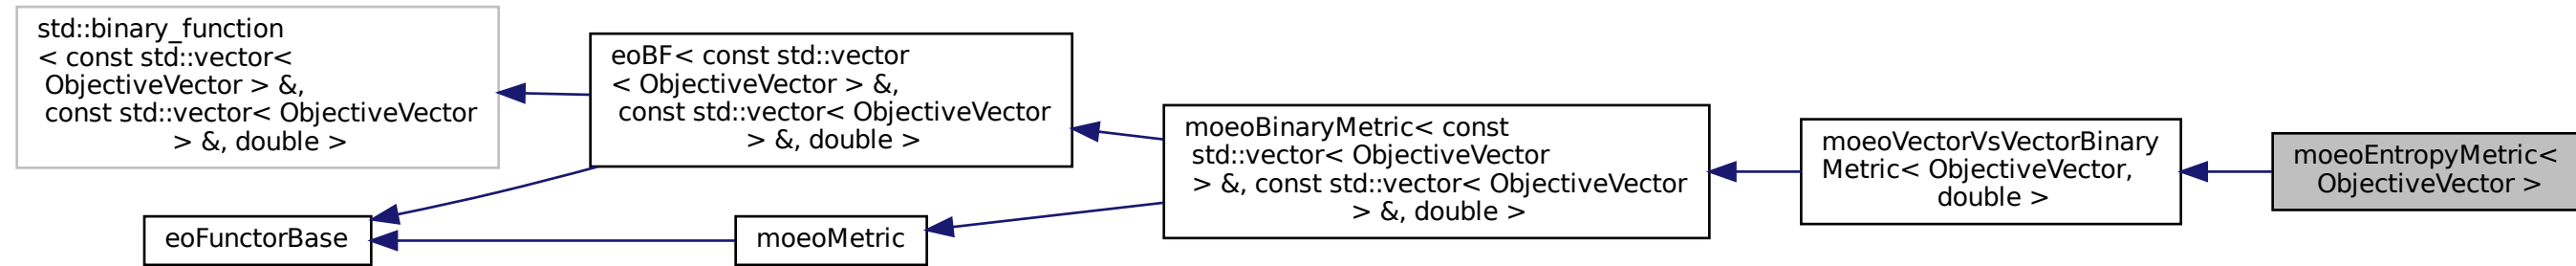 std::binary_function
< const std::vector<
ObjectiveVector > &,
const std::vector< ObjectiveVector
> &, double >
eoBF< const std::vector
< ObjectiveVector > &,
const std::vector< ObjectiveVector
> &, double >
moeoBinaryMetric< const
std::vector< ObjectiveVector
> &, const std::vector< ObjectiveVector
> &, double >
moeoVectorVsVectorBinary
Metric< ObjectiveVector,
double >
moeoEntropyMetric<
ObjectiveVector >
eoFunctorBase
moeoMetric